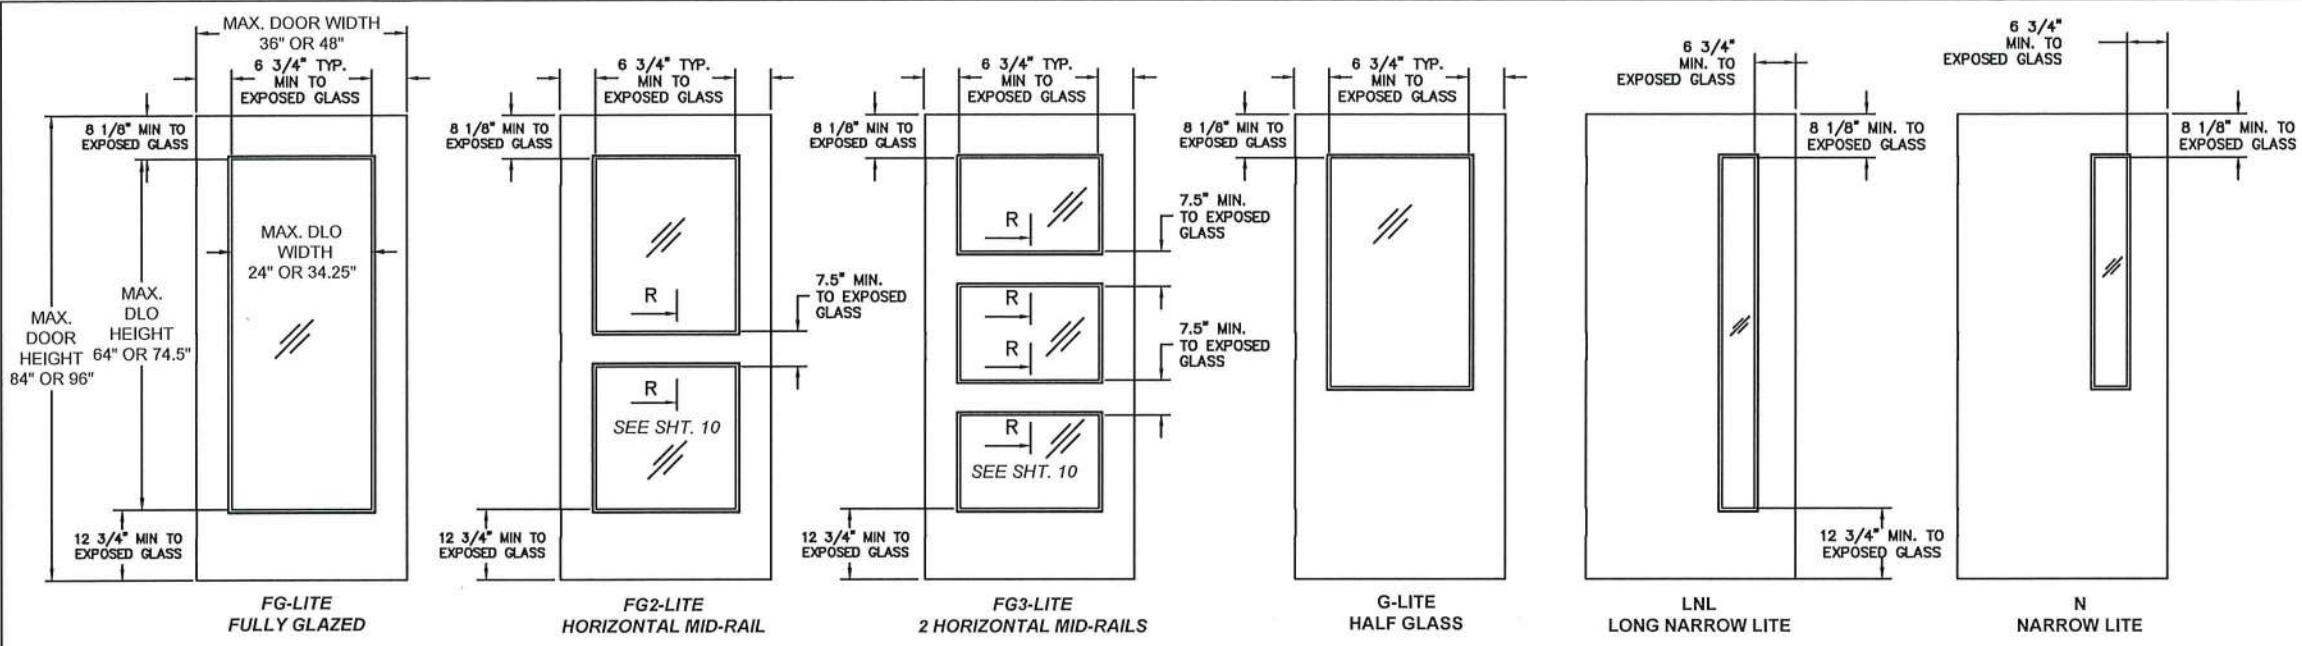 MAX. DOOR WIDTH
36" OR 48"
6 3/4" TYP.
MIN TO
EXPOSED GLASS
8 1/8" MIN TO
EXPOSED GLASS
MAX. DLO
WIDTH
24" OR 34.25"
MAX.
DLO
HEIGHT
64" OR 74.5"
MAX.
DOOR
HEIGHT
84" OR 96"
12 3/4" MIN TO
EXPOSED GLASS
FG-LITE
FULLY GLAZED
6 3/4" TYP.
MIN TO
EXPOSED GLASS
8 1/8" MIN TO
EXPOSED GLASS
R
7.5" MIN.
TO EXPOSED
GLASS
R
SEE SHT. 10
12 3/4" MIN TO
EXPOSED GLASS
FG2-LITE
HORIZONTAL MID-RAIL
6 3/4" TYP.
MIN TO
EXPOSED GLASS
8 1/8" MIN TO
EXPOSED GLASS
R
7.5" MIN.
TO EXPOSED
GLASS
R
R
7.5" MIN.
TO EXPOSED
GLASS
R
SEE SHT. 10
12 3/4" MIN TO
EXPOSED GLASS
FG3-LITE
2 HORIZONTAL MID-RAILS
6 3/4" TYP.
MIN TO
EXPOSED GLASS
8 1/8" MIN TO
EXPOSED GLASS
G-LITE
HALF GLASS
6 3/4"
MIN. TO
EXPOSED GLASS
8 1/8" MIN. TO
EXPOSED GLASS
12 3/4" MIN. TO
EXPOSED GLASS
LNL
LONG NARROW LITE
6 3/4"
MIN. TO
EXPOSED GLASS
8 1/8" MIN. TO
EXPOSED GLASS
N
NARROW LITE